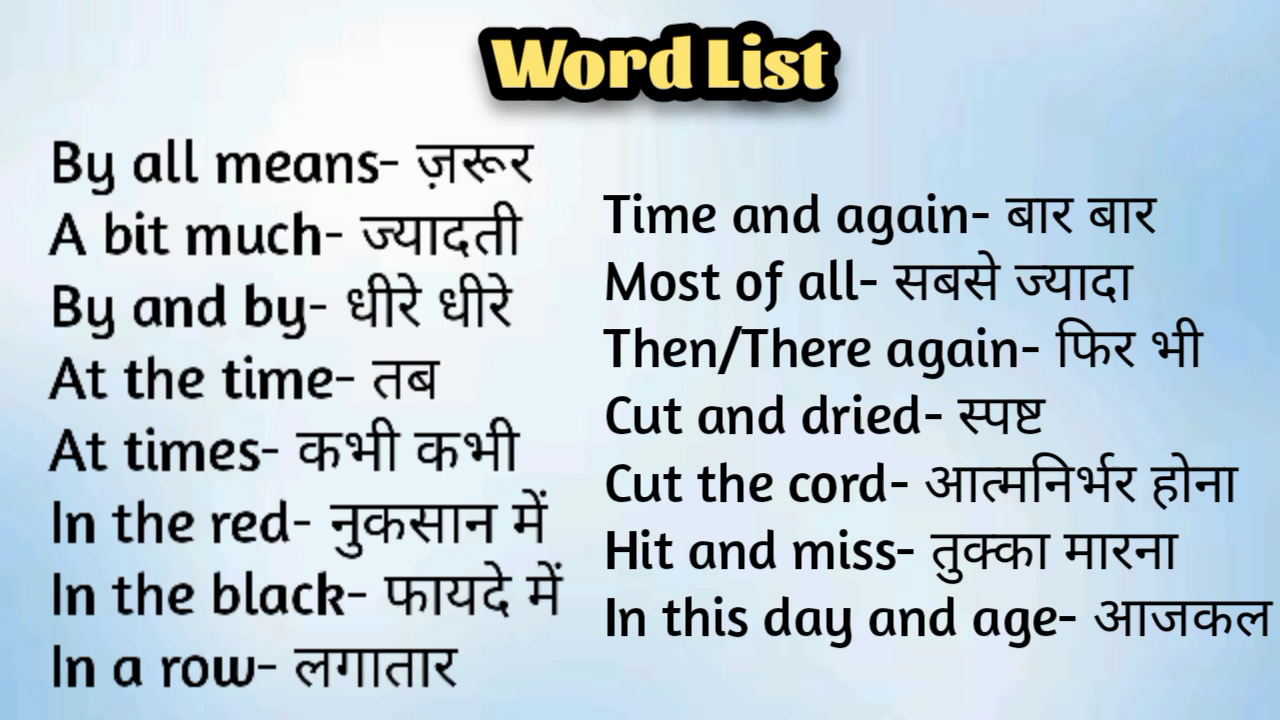 Word List
By all means- ज़रूर
A bit much- ज्यादती
By and by- धीरे धीरे
At the time- तब
At times- कभी कभी
In the red- नुकसान में
In the black- फायदे में
In a row- लगातार
Time and again- बार बार
Most of all- सबसे ज्यादा
Then/There again- फिर भी
Cut and dried- स्पष्ट
Cut the cord- आत्मनिर्भर होना
Hit and miss- तुक्का मारना
In this day and age- आजकल